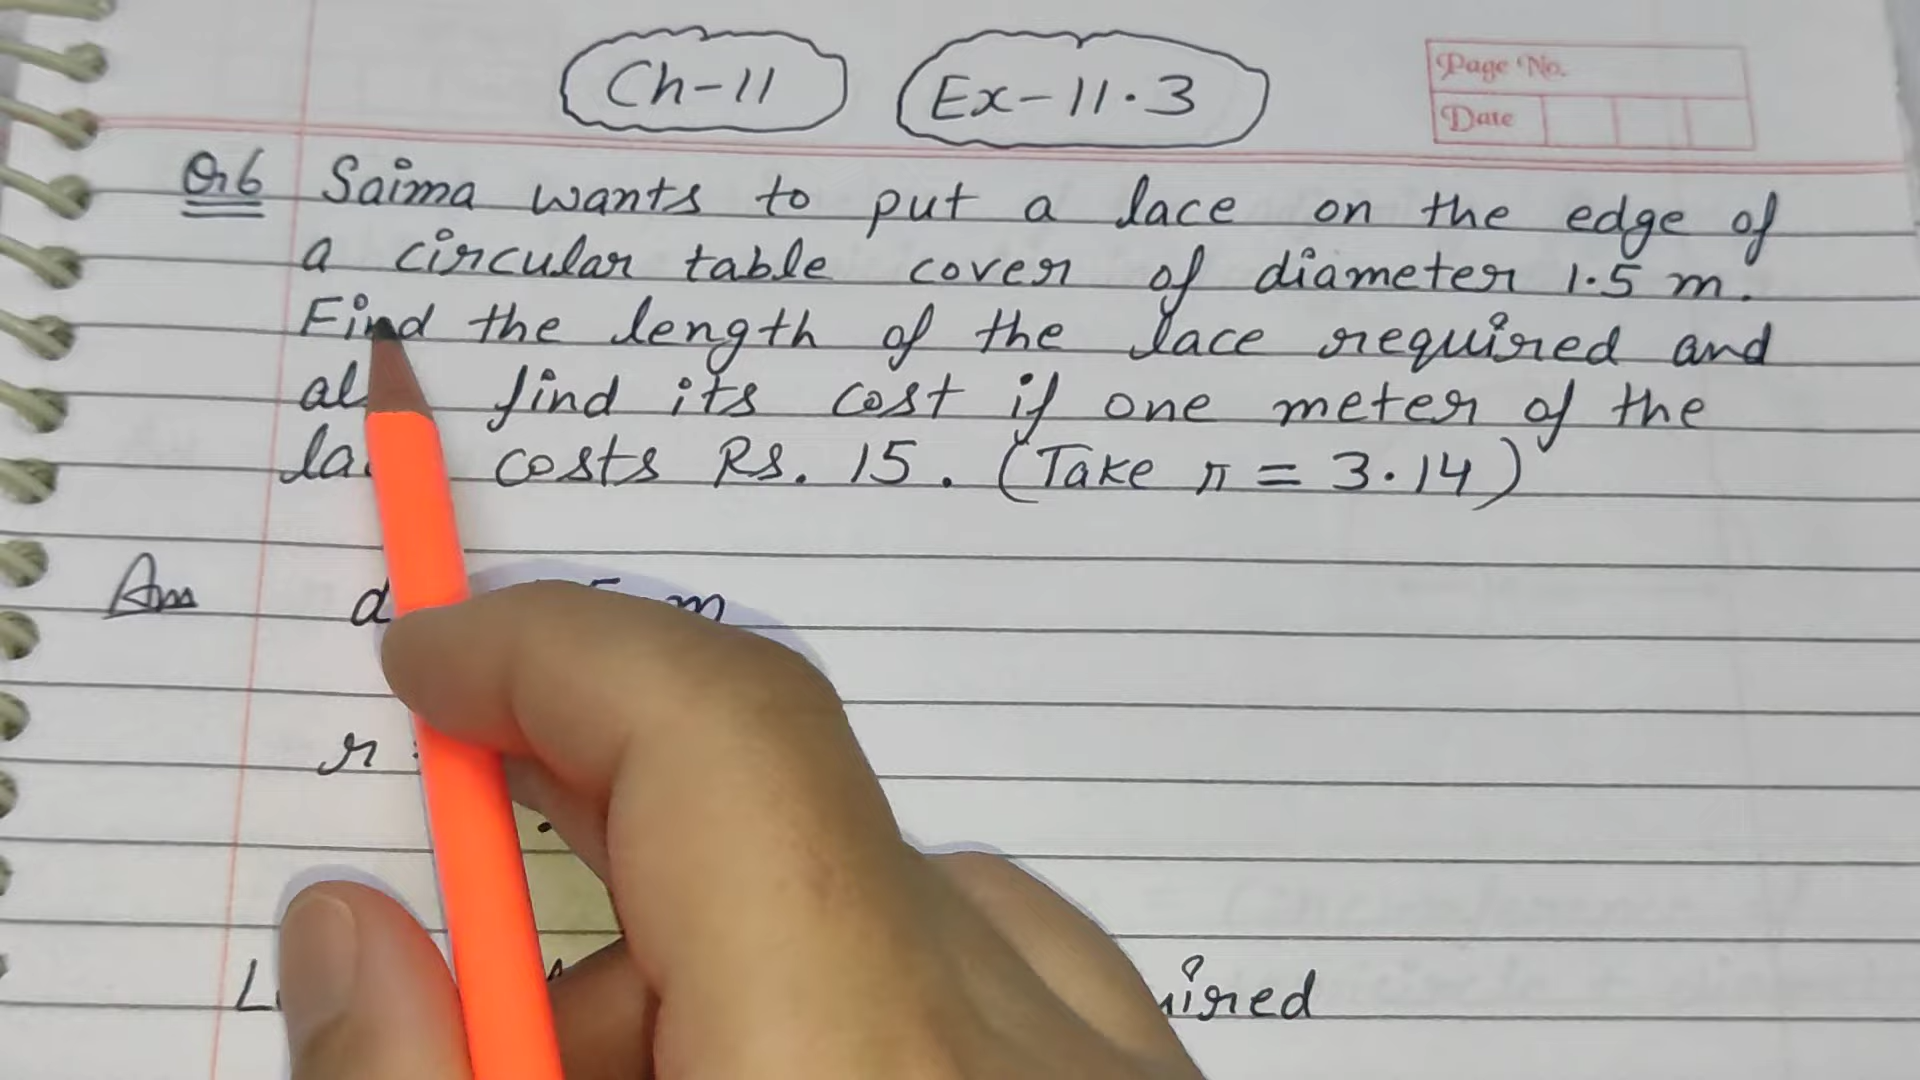 Ch-11 Ex-11.3
Page No.
Date
Q6 Saima wants to put a lace on the edge of
a circular table cover of diameter 1.5 m.
Find the length of the lace required and
find its cost if one meter of the
costs Rs. 15. (Take π = 3.14)
Ans d m
r